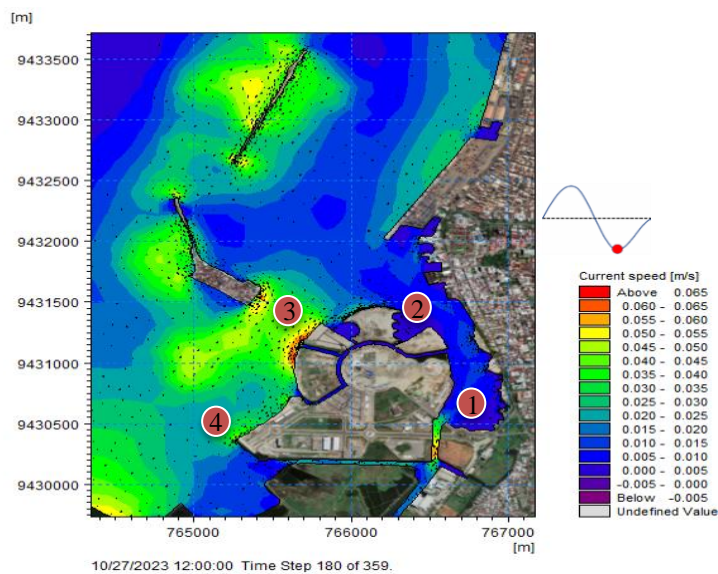 [m]
9433500
9433000
9432500
9432000
9431500
9431000
9430500
9430000
3
2
1
4
765000 766000 767000
[m]
10/27/2023 12:00:00 Time Step 180 of 359.
Current speed [m/s]
Above 0.065
0.060 - 0.065
0.055 - 0.060
0.050 - 0.055
0.045 - 0.050
0.040 - 0.045
0.035 - 0.040
0.030 - 0.035
0.025 - 0.030
0.020 - 0.025
0.015 - 0.020
0.010 - 0.015
0.005 - 0.010
0.000 - 0.005
-0.005 - 0.000
Below -0.005
Undefined Value